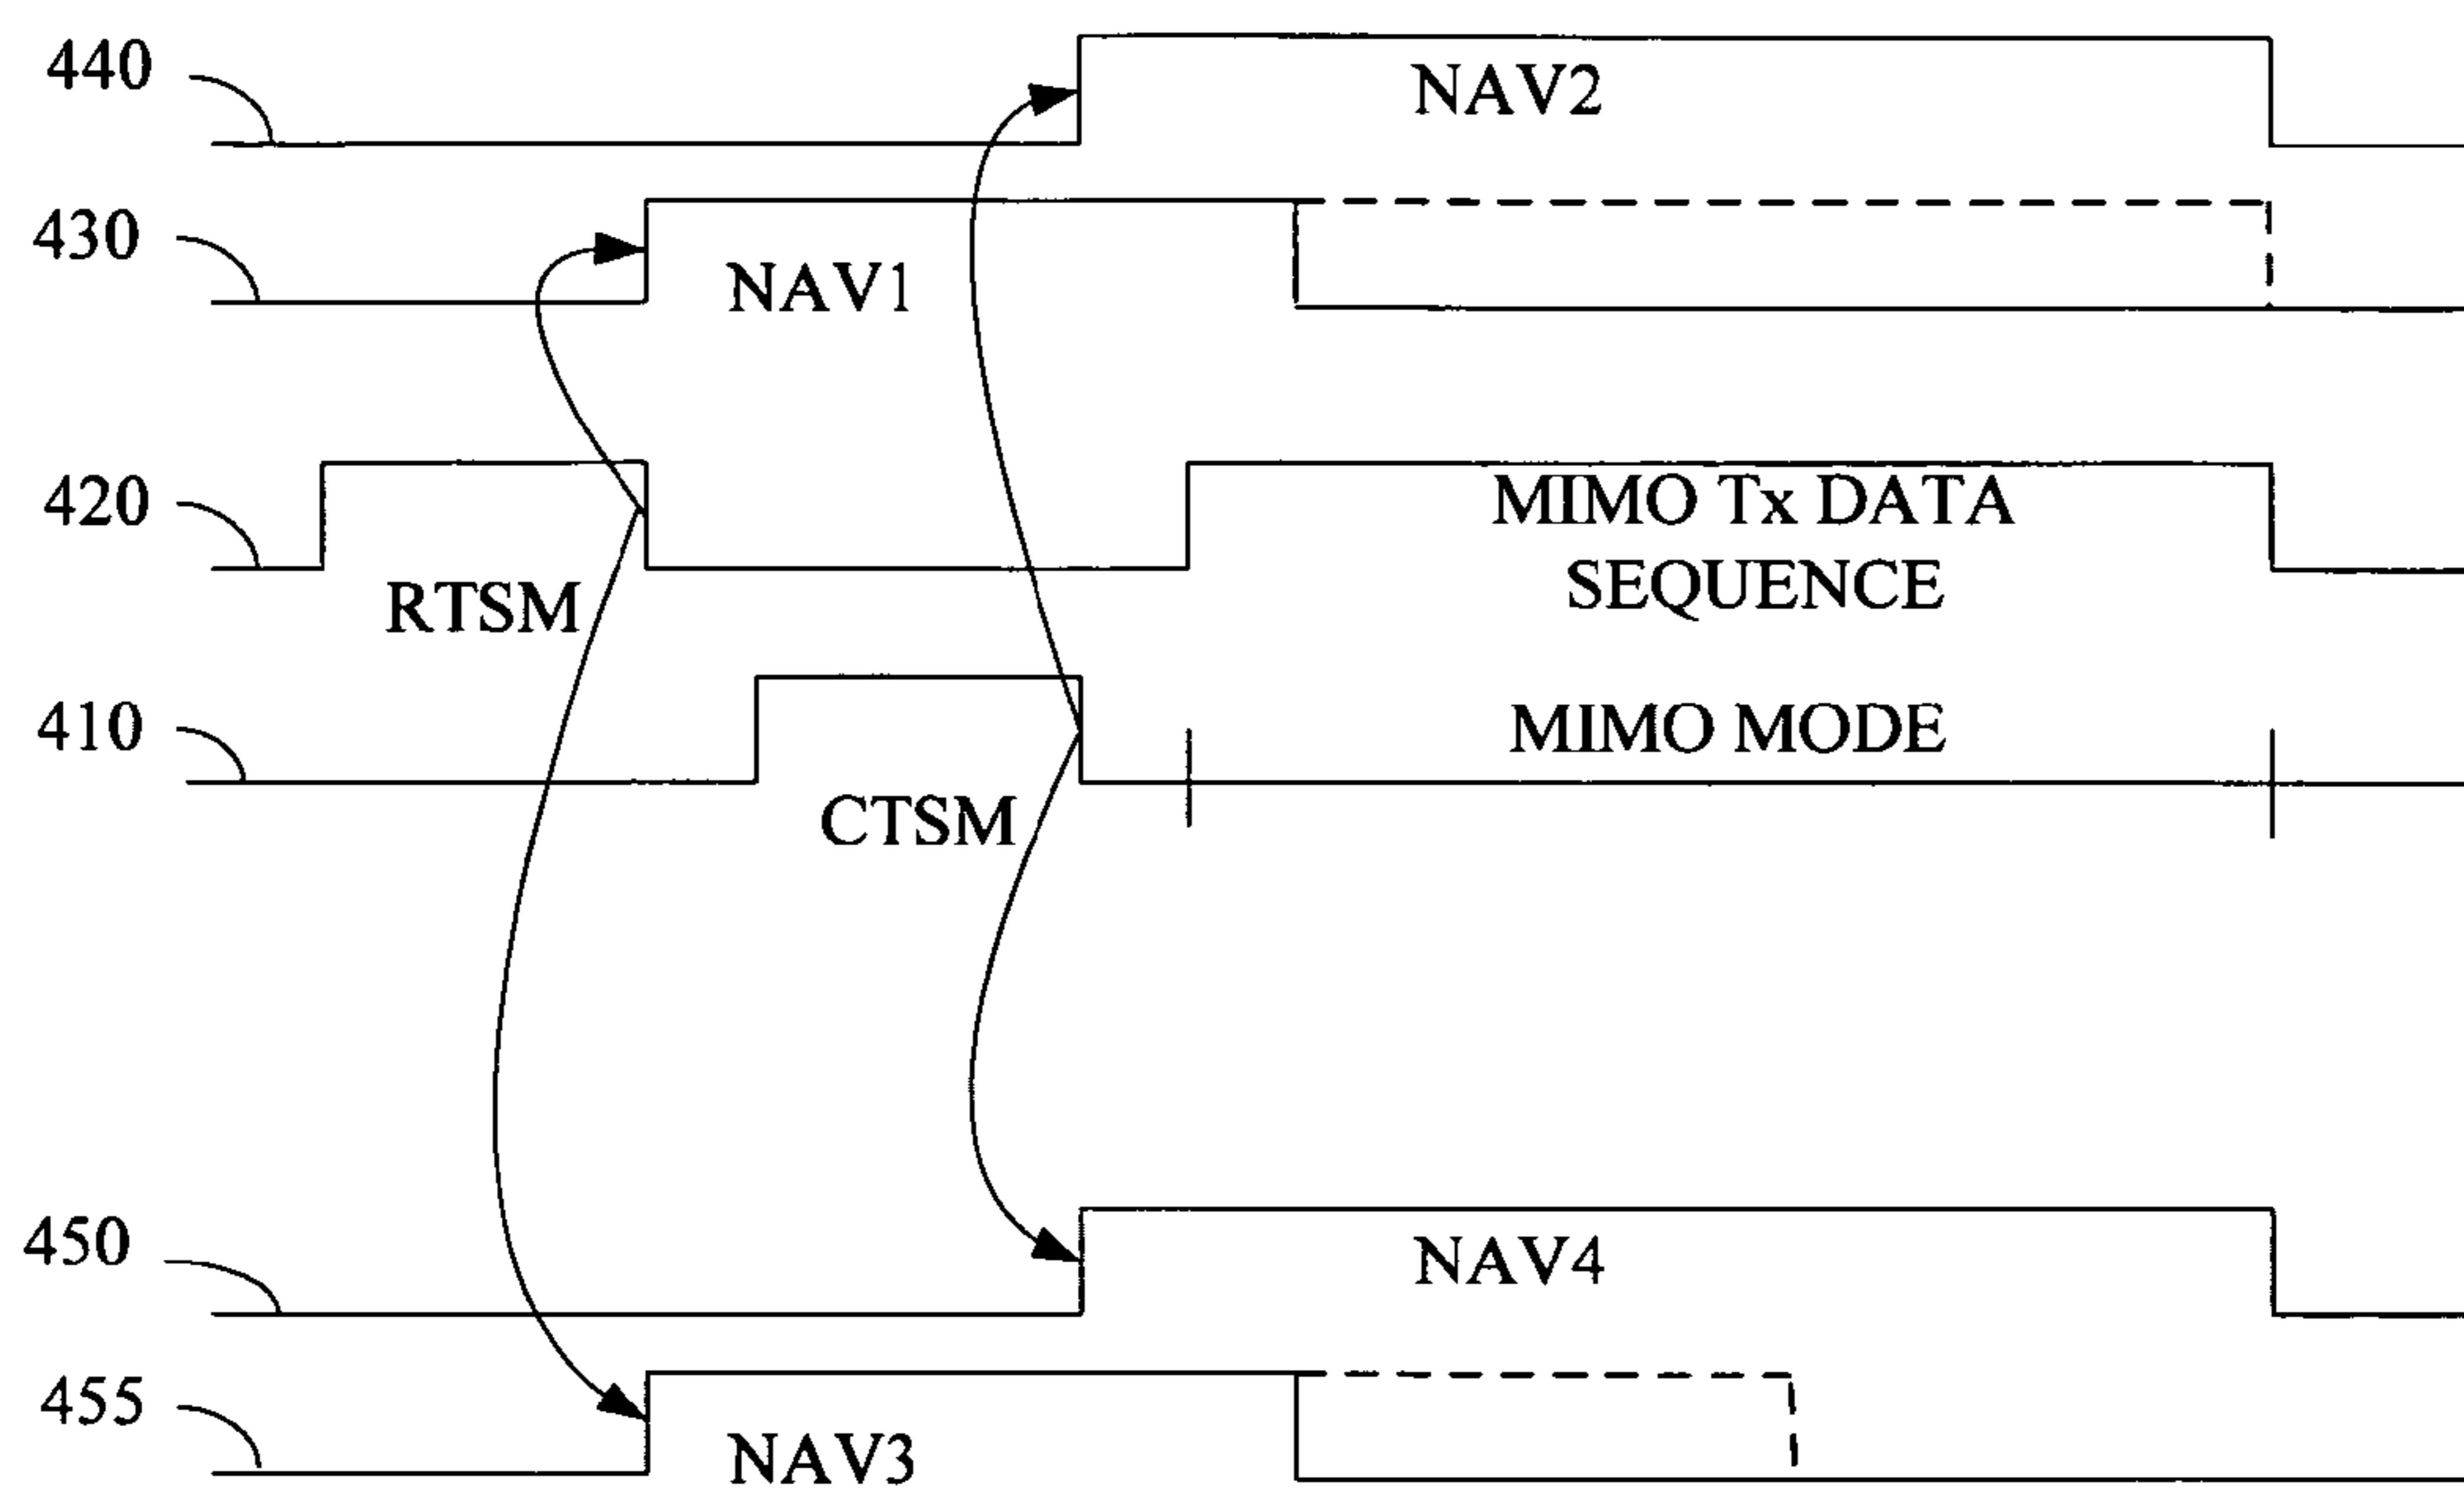 440
NAV2
430
NAV1
420
MIMO Tx DATA
SEQUENCE
RTSM
410
MIMO MODE
CTSM
450
NAV4
455
NAV3